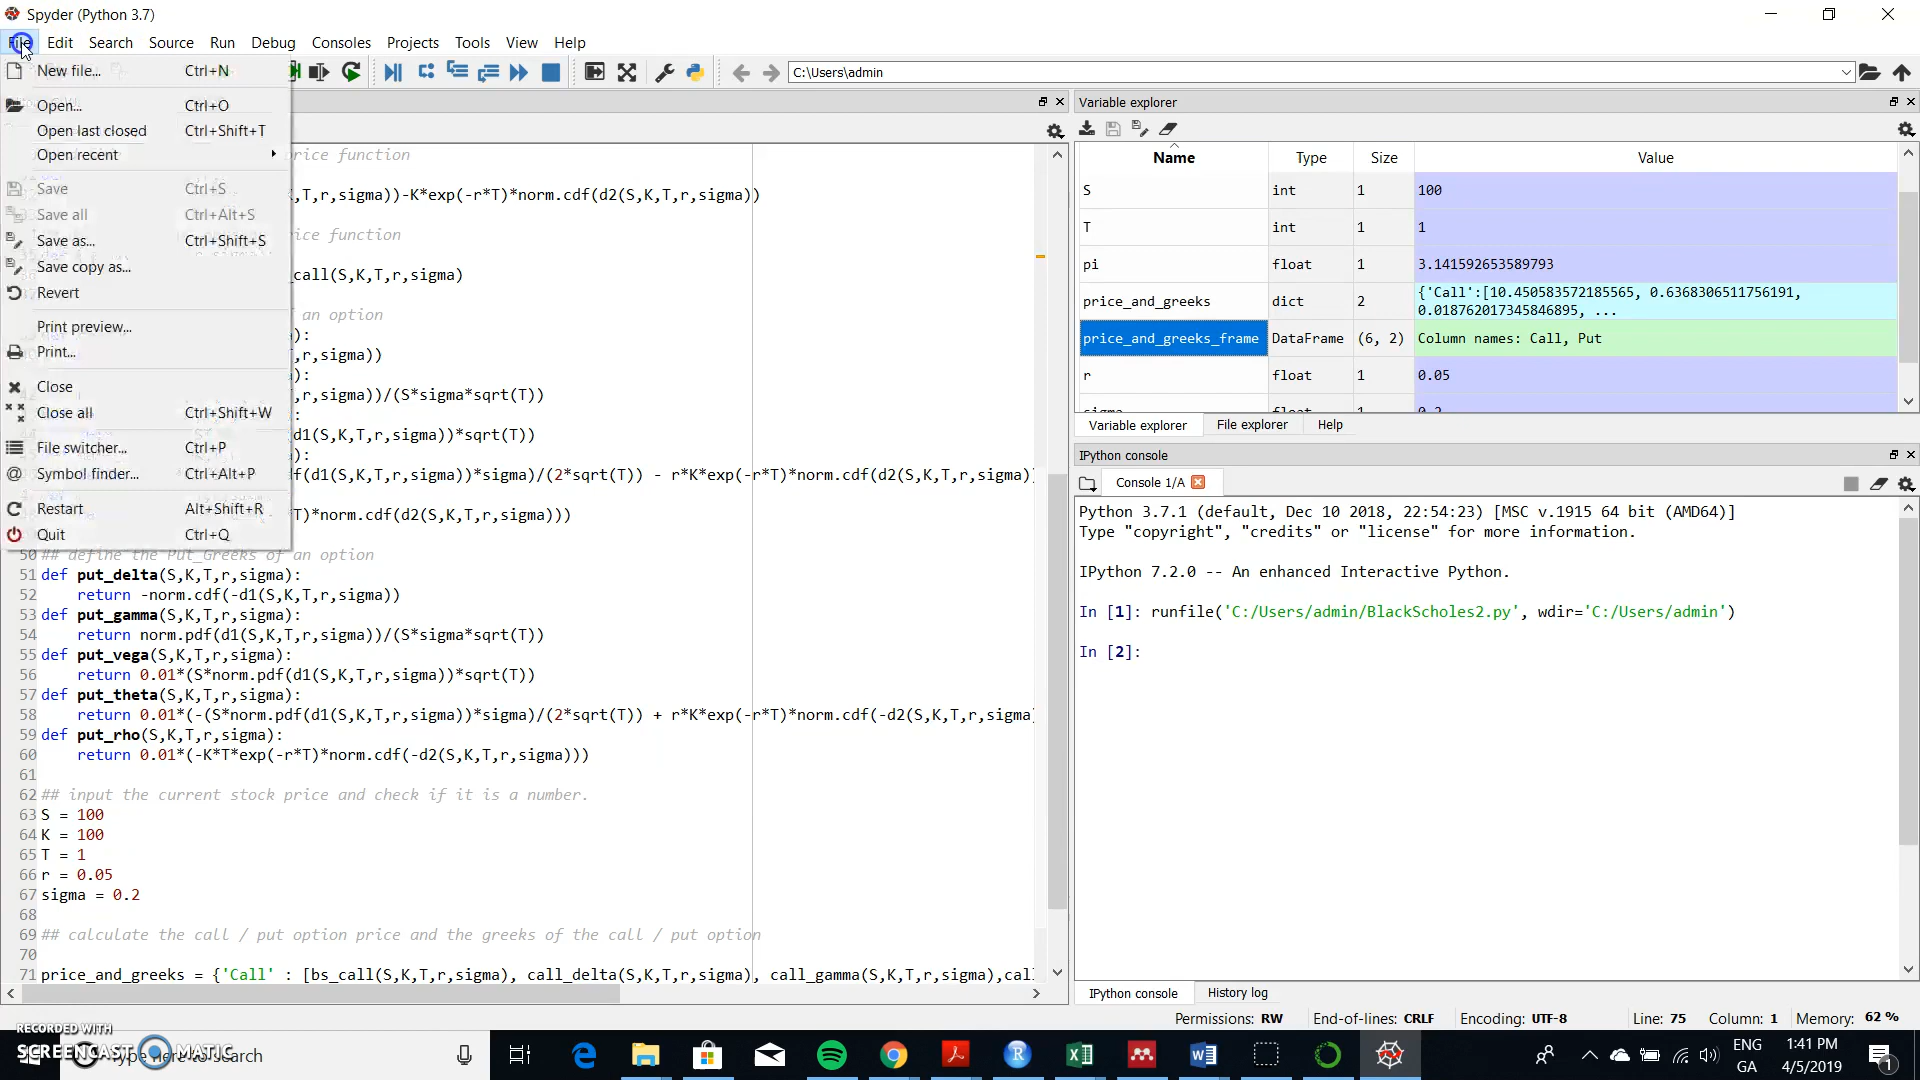 Spyder (Python 3.7)
File Edit Search Source Run Debug Consoles Projects Tools View Help
C:\Users\admin
New file... Ctrl+N
Open... Ctrl+O
Open last closed Ctrl+Shift+T
Open recent
Save Ctrl+S
Save all Ctrl+Alt+S
Save as... Ctrl+Shift+S
Save copy as...
Revert
Print preview...
Print...
Close
Close all Ctrl+Shift+W
File switcher... Ctrl+P
Symbol finder... Ctrl+Alt+P
Restart Alt+Shift+R
Quit Ctrl+Q
rice function
,T,r,sigma))-K*exp(-r*T)*norm.cdf(d2(S,K,T,r,sigma))
ice function
call(S,K,T,r,sigma)
f an option
):
,r,sigma))
):
,r,sigma))/(S*sigma*sqrt(T))
:
d1(S,K,T,r,sigma))*sqrt(T))
):
f(d1(S,K,T,r,sigma))*sigma)/(2*sqrt(T)) - r*K*exp(-r*T)*norm.cdf(d2(S,K,T,r,sigma)
T)*norm.cdf(d2(S,K,T,r,sigma)))
50 ## define the Put_Greeks of an option
51 def put_delta(S,K,T,r,sigma):
52 return -norm.cdf(-d1(S,K,T,r,sigma))
53 def put_gamma(S,K,T,r,sigma):
54 return norm.pdf(d1(S,K,T,r,sigma))/(S*sigma*sqrt(T))
55 def put_vega(S,K,T,r,sigma):
56 return 0.01*(S*norm.pdf(d1(S,K,T,r,sigma))*sqrt(T))
57 def put_theta(S,K,T,r,sigma):
58 return 0.01*(-(S*norm.pdf(d1(S,K,T,r,sigma))*sigma)/(2*sqrt(T)) + r*K*exp(-r*T)*norm.cdf(-d2(S,K,T,r,sigma
59 def put_rho(S,K,T,r,sigma):
60 return 0.01*(-K*T*exp(-r*T)*norm.cdf(-d2(S,K,T,r,sigma)))
61
62 ## input the current stock price and check if it is a number.
63 S = 100
64 K = 100
65 T = 1
66 r = 0.05
67 sigma = 0.2
68
69 ## calculate the call / put option price and the greeks of the call / put option
70
71 price_and_greeks = {'Call' : [bs_call(S,K,T,r,sigma), call_delta(S,K,T,r,sigma), call_gamma(S,K,T,r,sigma),cal
Variable explorer
Name Type Size Value
S int 1 100
T int 1 1
pi float 1 3.141592653589793
price_and_greeks dict 2 {'Call':[10.450583572185565, 0.6368306511756191,
0.018762017345846895, ...
price_and_greeks_frame DataFrame (6, 2) Column names: Call, Put
r float 1 0.05
sigma float 1 0.2
Variable explorer File explorer Help
IPython console
Console 1/A
Python 3.7.1 (default, Dec 10 2018, 22:54:23) [MSC v.1915 64 bit (AMD64)]
Type "copyright", "credits" or "license" for more information.
IPython 7.2.0 -- An enhanced Interactive Python.
In [1]: runfile('C:/Users/admin/BlackScholes2.py', wdir='C:/Users/admin')
In [2]:
IPython console History log
Permissions: RW End-of-lines: CRLF Encoding: UTF-8 Line: 75 Column: 1 Memory: 62 %
RECORDED WITH
SCREENCAST MATIC
Type here to search
ENG
GA
1:41 PM
4/5/2019
1